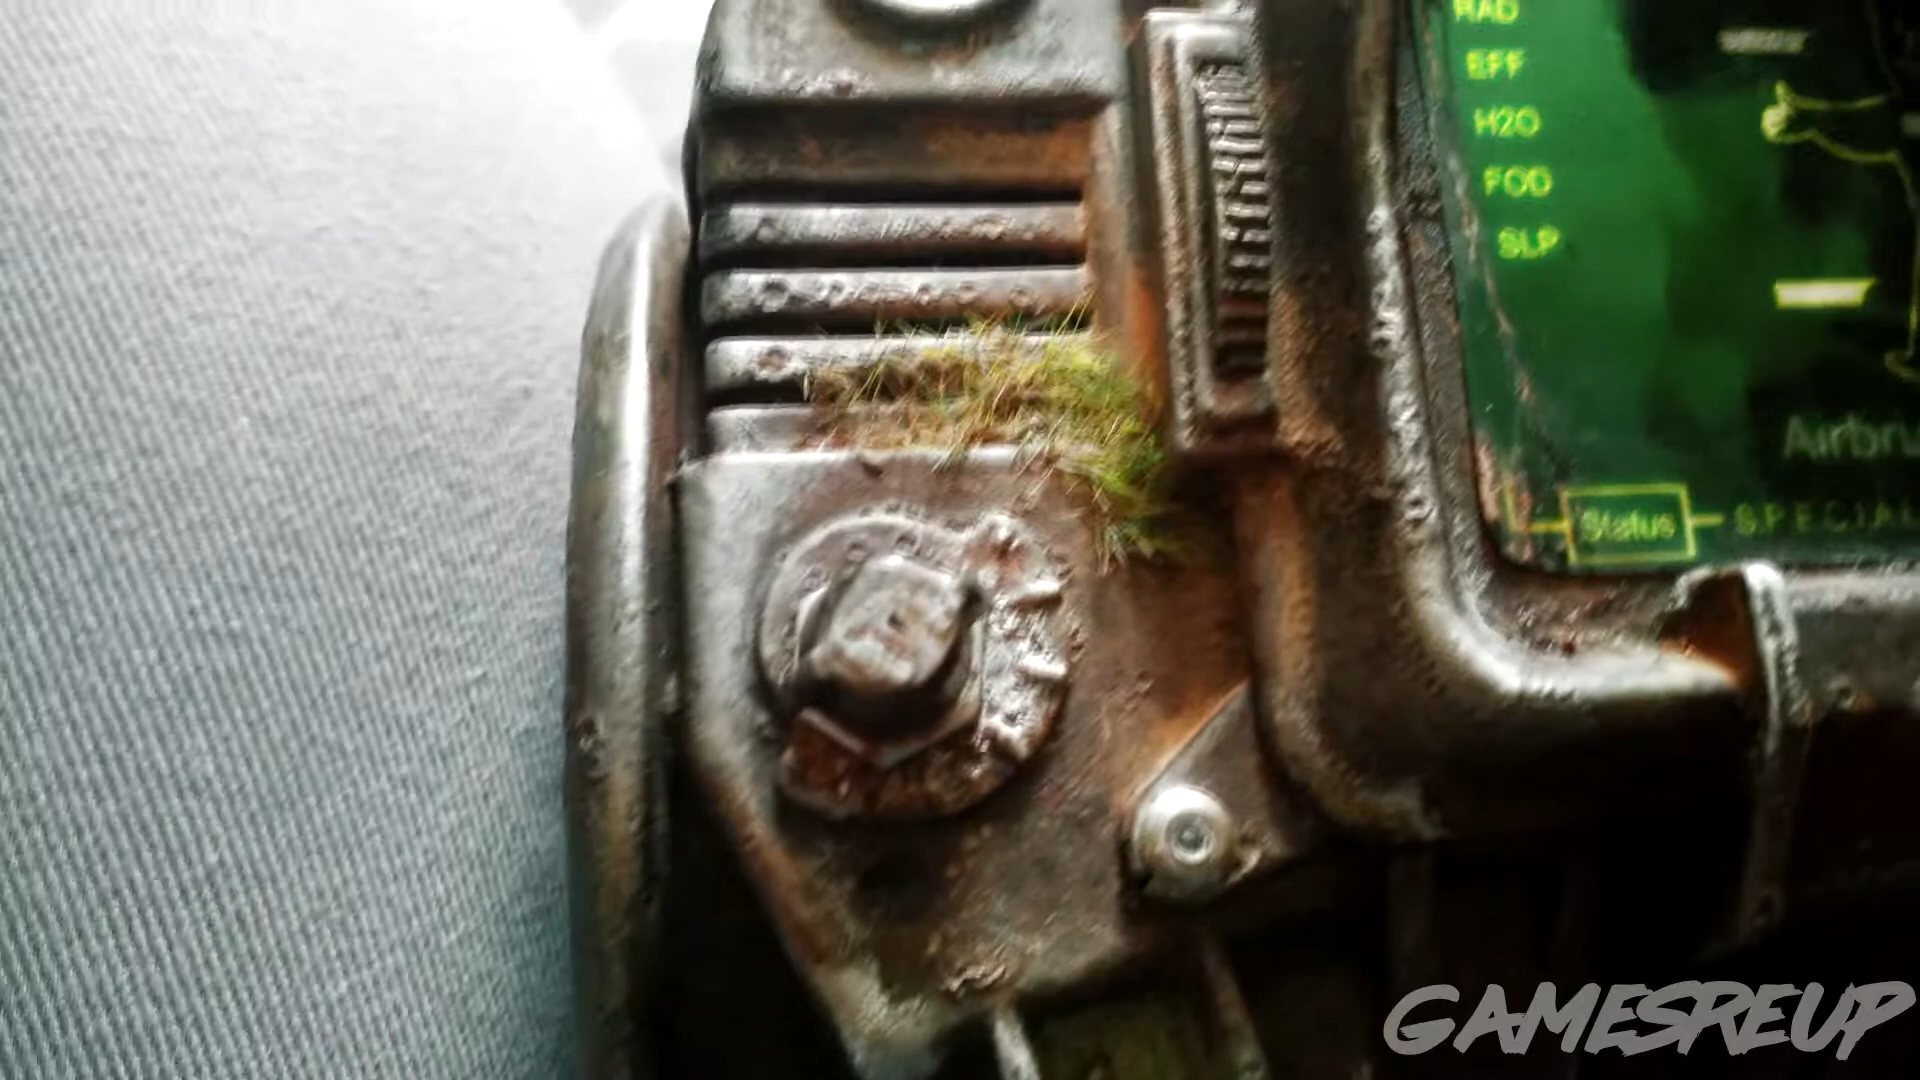 RAD
EFF
H2O
FOD
SLP
Status
S.P.E.C.I.A.L
GAMESREUP